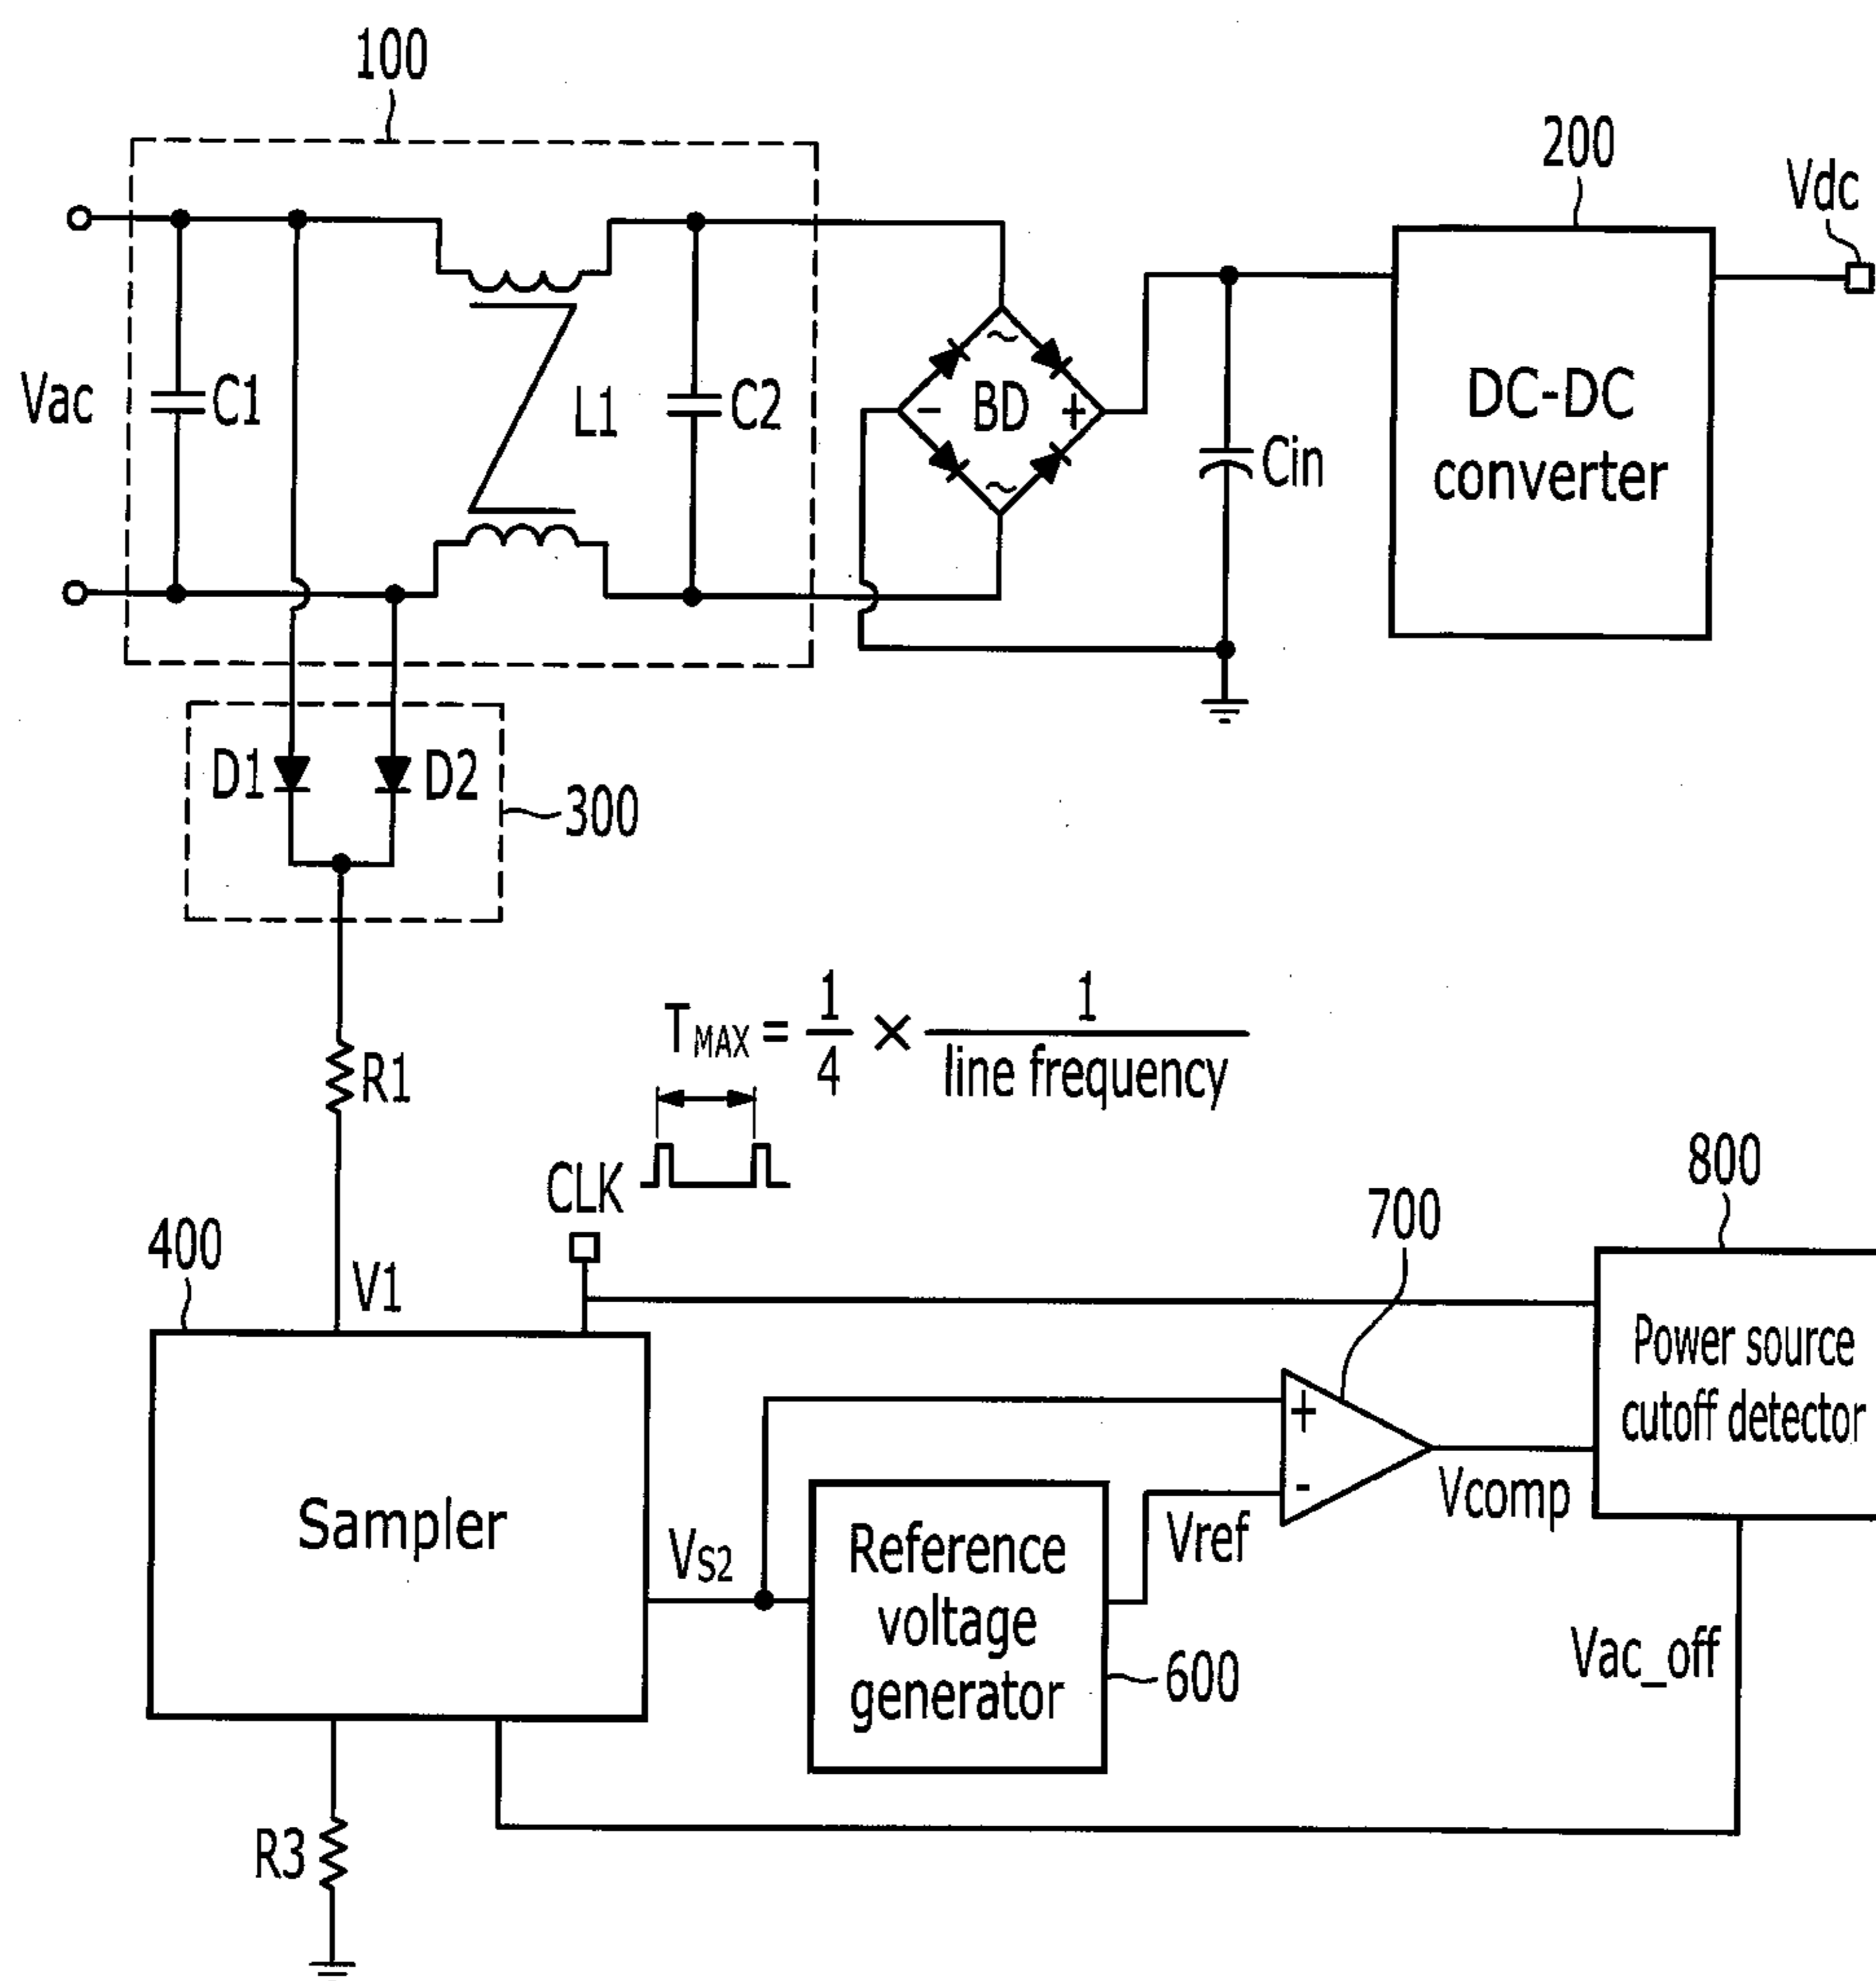 100
200
Vdc
Vac
C1
L1
C2
~
BD
- +
~
Cin
DC-DC
converter
D1
D2
300
R1
TMAX = 1/4 × 1/line frequency
CLK
400
V1
700
800
Power source
cutoff detector
+
-
Vcomp
Sampler
VS2
Reference
voltage
generator
Vref
600
Vac_off
R3